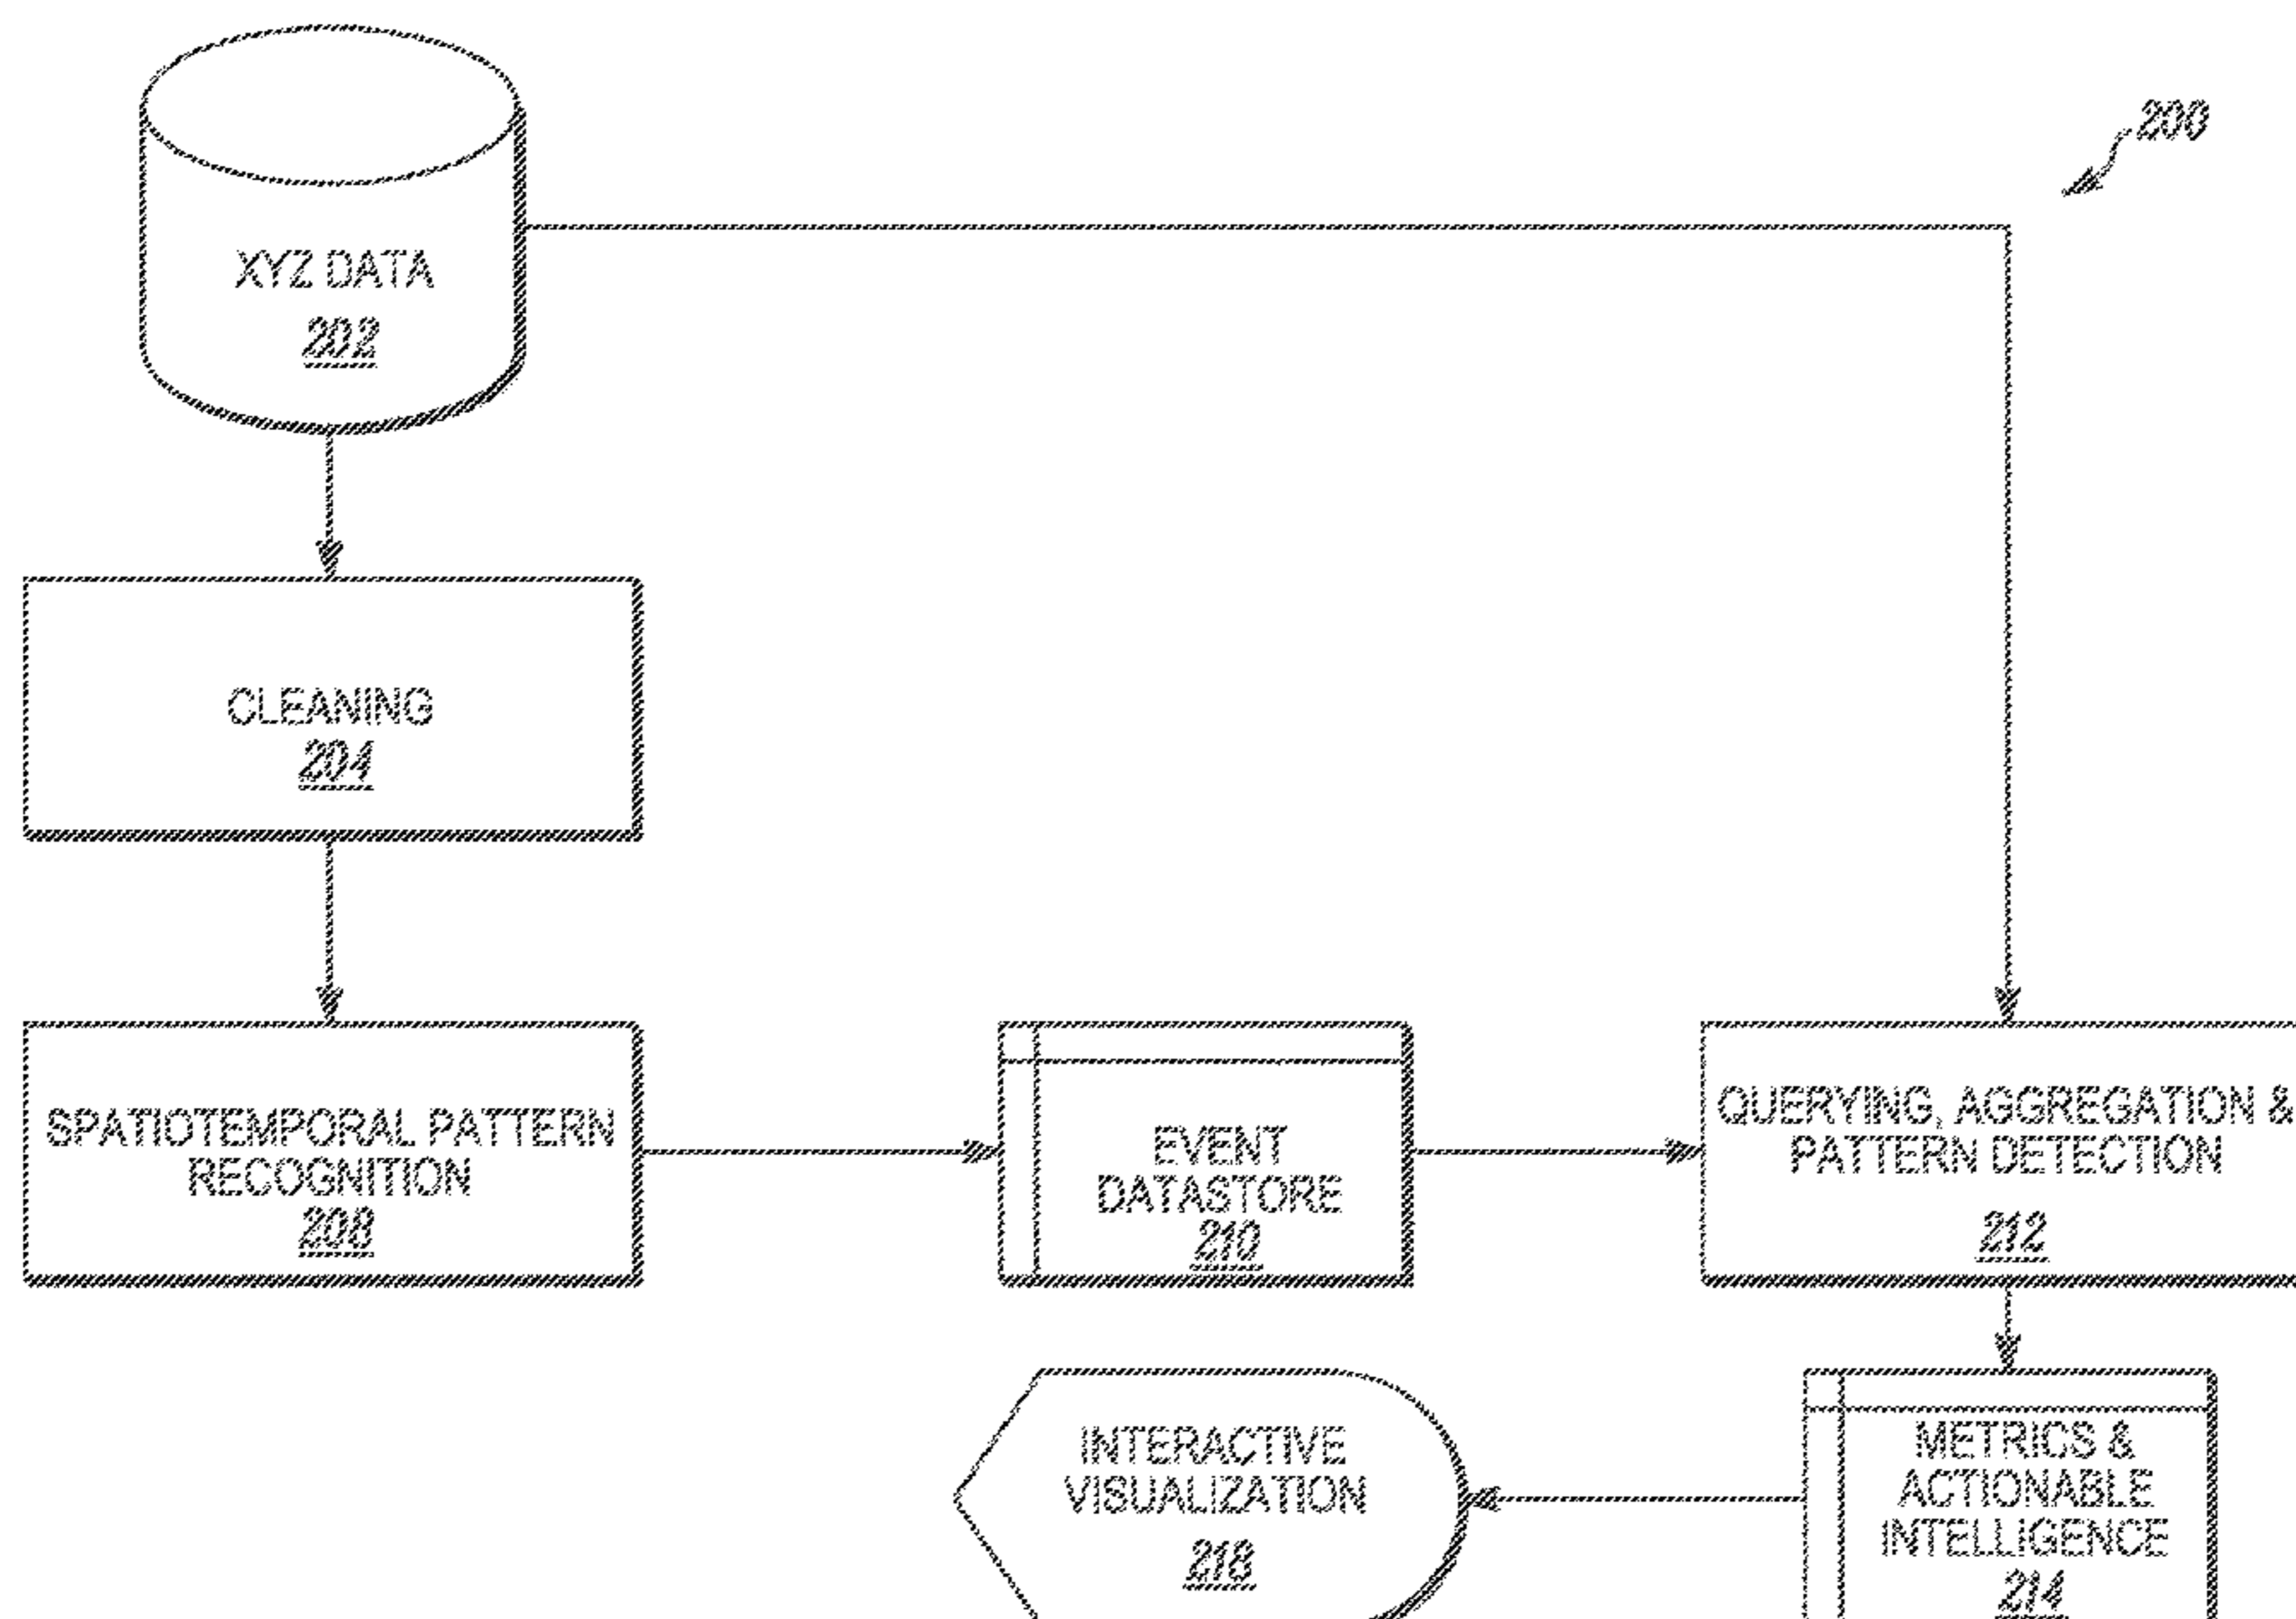 200
XYZ DATA
202
CLEANING
204
SPATIOTEMPORAL PATTERN
RECOGNITION
208
EVENT
DATASTORE
210
QUERYING, AGGREGATION &
PATTERN DETECTION
212
INTERACTIVE
VISUALIZATION
218
METRICS &
ACTIONABLE
INTELLIGENCE
214